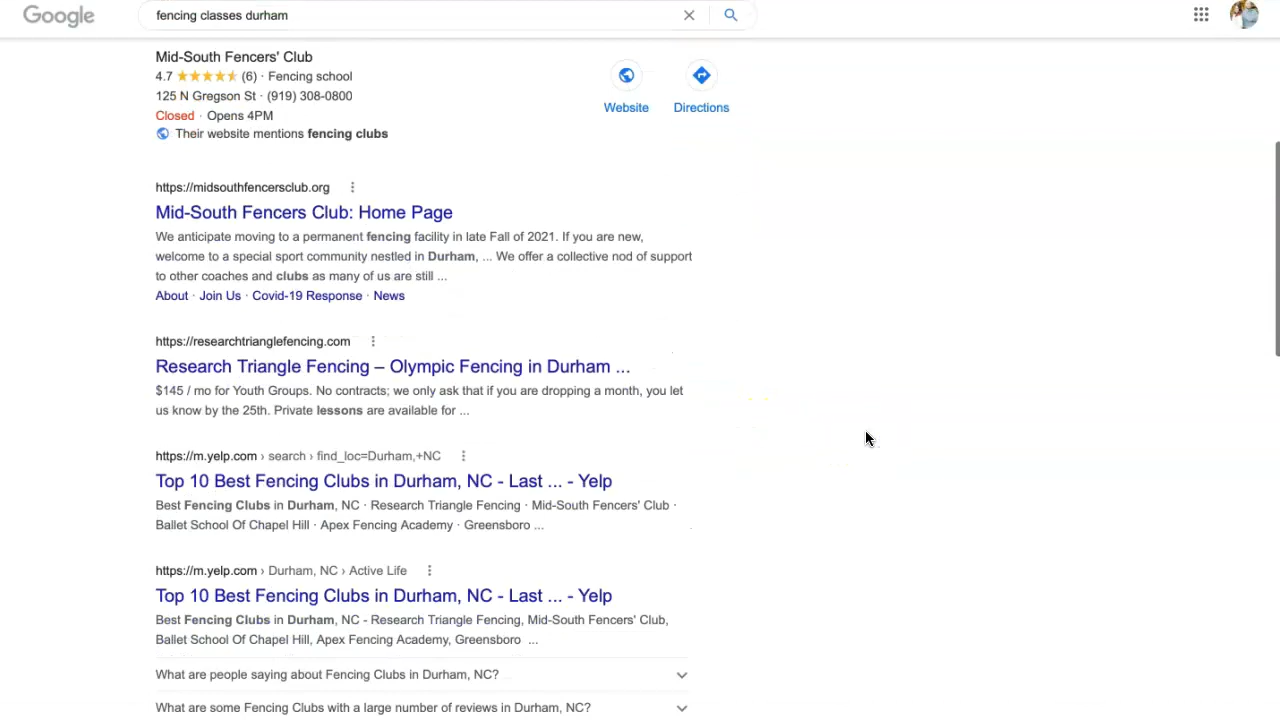 Google
fencing classes durham
Mid-South Fencers' Club
4.7 (6) · Fencing school
125 N Gregson St · (919) 308-0800
Closed · Opens 4PM
Their website mentions fencing clubs
Website
Directions
https://midsouthfencersclub.org
Mid-South Fencers Club: Home Page
We anticipate moving to a permanent fencing facility in late Fall of 2021. If you are new,
welcome to a special sport community nestled in Durham, ... We offer a collective nod of support
to other coaches and clubs as many of us are still ...
About · Join Us · Covid-19 Response · News
https://researchtrianglefencing.com
Research Triangle Fencing – Olympic Fencing in Durham ...
$145 / mo for Youth Groups. No contracts; we only ask that if you are dropping a month, you let
us know by the 25th. Private lessons are available for ...
https://m.yelp.com › search › find_loc=Durham,+NC
Top 10 Best Fencing Clubs in Durham, NC - Last ... - Yelp
Best Fencing Clubs in Durham, NC · Research Triangle Fencing · Mid-South Fencers' Club ·
Ballet School Of Chapel Hill · Apex Fencing Academy · Greensboro ...
https://m.yelp.com › Durham, NC › Active Life
Top 10 Best Fencing Clubs in Durham, NC - Last ... - Yelp
Best Fencing Clubs in Durham, NC - Research Triangle Fencing, Mid-South Fencers' Club,
Ballet School Of Chapel Hill, Apex Fencing Academy, Greensboro ...
What are people saying about Fencing Clubs in Durham, NC?
What are some Fencing Clubs with a large number of reviews in Durham, NC?